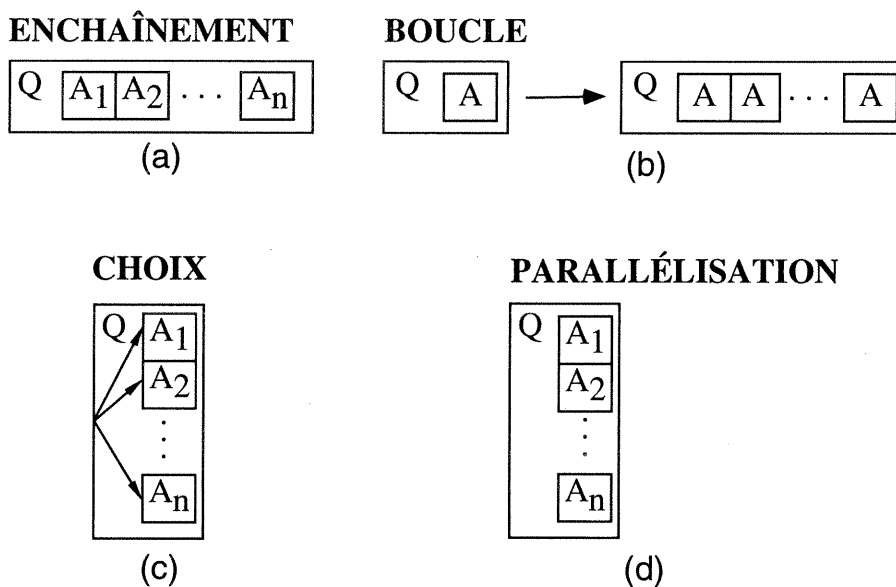 ENCHAÎNEMENT
Q A1 A2 · · · An
(a)
BOUCLE
Q A Q A A · · · A
(b)
CHOIX
Q A1
A2
An
(c)
PARALLÉLISATION
Q A1
A2
An
(d)